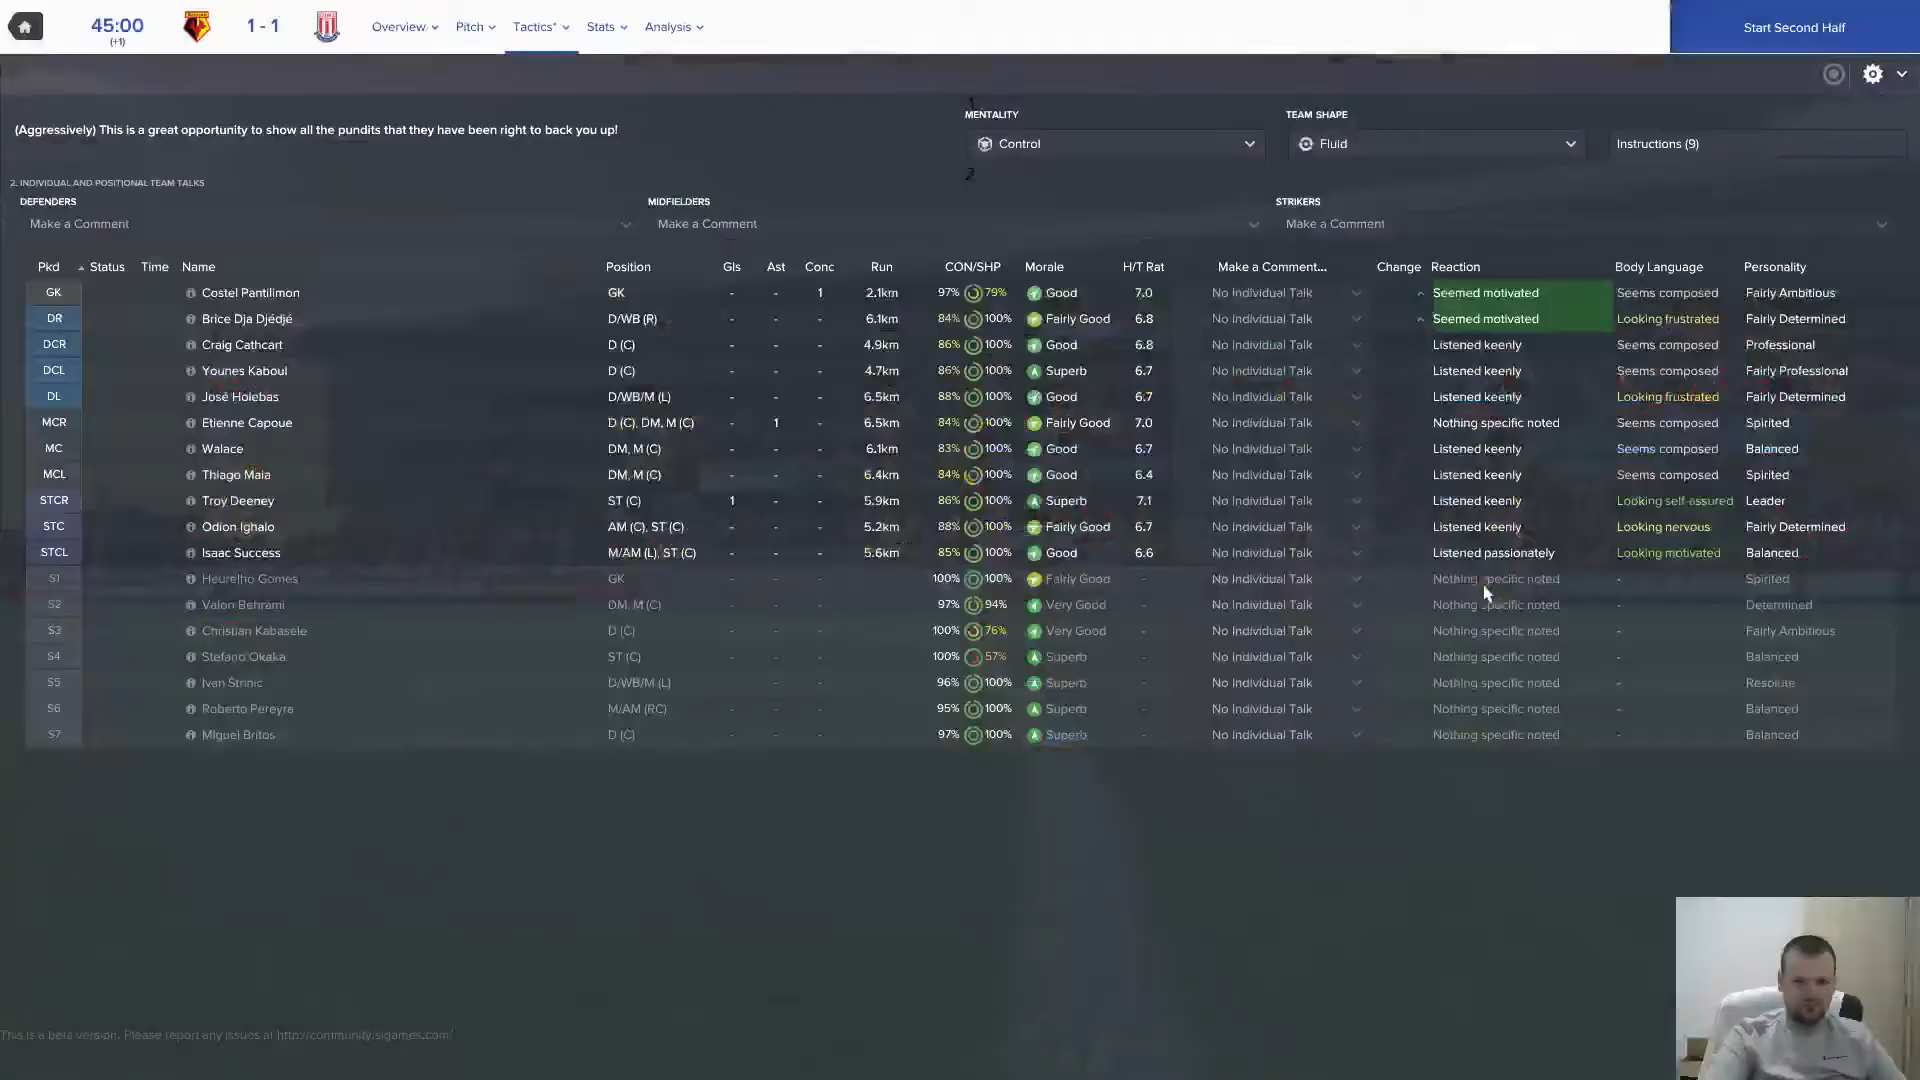 45:00 1 - 1 Overview Pitch Tactics* Stats Analysis Start Second Half
(+1)
(Aggressively) This is a great opportunity to show all the pundits that they have been right to back you up!
1
MENTALITY TEAM SHAPE
Control Fluid Instructions (9)
2
2. INDIVIDUAL AND POSITIONAL TEAM TALKS
DEFENDERS MIDFIELDERS STRIKERS
Make a Comment Make a Comment Make a Comment
Pkd Status Time Name Position Gls Ast Conc Run CON/SHP Morale H/T Rat Make a Comment... Change Reaction Body Language Personality
GK Costel Pantilimon GK - - 1 2.1km 97% 79% Good 7.0 No Individual Talk Seemed motivated Seems composed Fairly Ambitious
DR Brice Dja Djédjé D/WB (R) - - - 6.1km 84% 100% Fairly Good 6.8 No Individual Talk Seemed motivated Looking frustrated Fairly Determined
DCR Craig Cathcart D (C) - - - 4.9km 86% 100% Good 6.8 No Individual Talk Listened keenly Seems composed Professional
DCL Younes Kaboul D (C) - - - 4.7km 86% 100% Superb 6.7 No Individual Talk Listened keenly Seems composed Fairly Professional
DL José Holebas D/WB/M (L) - - - 6.5km 88% 100% Good 6.7 No Individual Talk Listened keenly Looking frustrated Fairly Determined
MCR Etienne Capoue D (C), DM, M (C) - 1 - 6.5km 84% 100% Fairly Good 7.0 No Individual Talk Nothing specific noted Seems composed Spirited
MC Walace DM, M (C) - - - 6.1km 83% 100% Good 6.7 No Individual Talk Listened keenly Seems composed Balanced
MCL Thiago Maia DM, M (C) - - - 6.4km 84% 100% Good 6.4 No Individual Talk Listened keenly Seems composed Spirited
STCR Troy Deeney ST (C) 1 - - 5.9km 86% 100% Superb 7.1 No Individual Talk Listened keenly Looking self-assured Leader
STC Odion Ighalo AM (C), ST (C) - - - 5.2km 88% 100% Fairly Good 6.7 No Individual Talk Listened keenly Looking nervous Fairly Determined
STCL Isaac Success M/AM (L), ST (C) - - - 5.6km 85% 100% Good 6.6 No Individual Talk Listened passionately Looking motivated Balanced
S1 Heurelho Gomes GK - - - 100% 100% Fairly Good - No Individual Talk Nothing specific noted - Spirited
S2 Valon Behrami DM, M (C) - - - 97% 94% Very Good - No Individual Talk Nothing specific noted - Determined
S3 Christian Kabasele D (C) - - - 100% 76% Very Good - No Individual Talk Nothing specific noted - Fairly Ambitious
S4 Stefano Okaka ST (C) - - - 100% 57% Superb - No Individual Talk Nothing specific noted - Balanced
S5 Ivan Strinic D/WB/M (L) - - - 96% 100% Superb - No Individual Talk Nothing specific noted - Resolute
S6 Roberto Pereyra M/AM (RC) - - - 95% 100% Superb - No Individual Talk Nothing specific noted - Balanced
S7 Miguel Britos D (C) - - - 97% 100% Superb - No Individual Talk Nothing specific noted - Balanced
This is a beta version. Please report any issues at http://community.sigames.com/